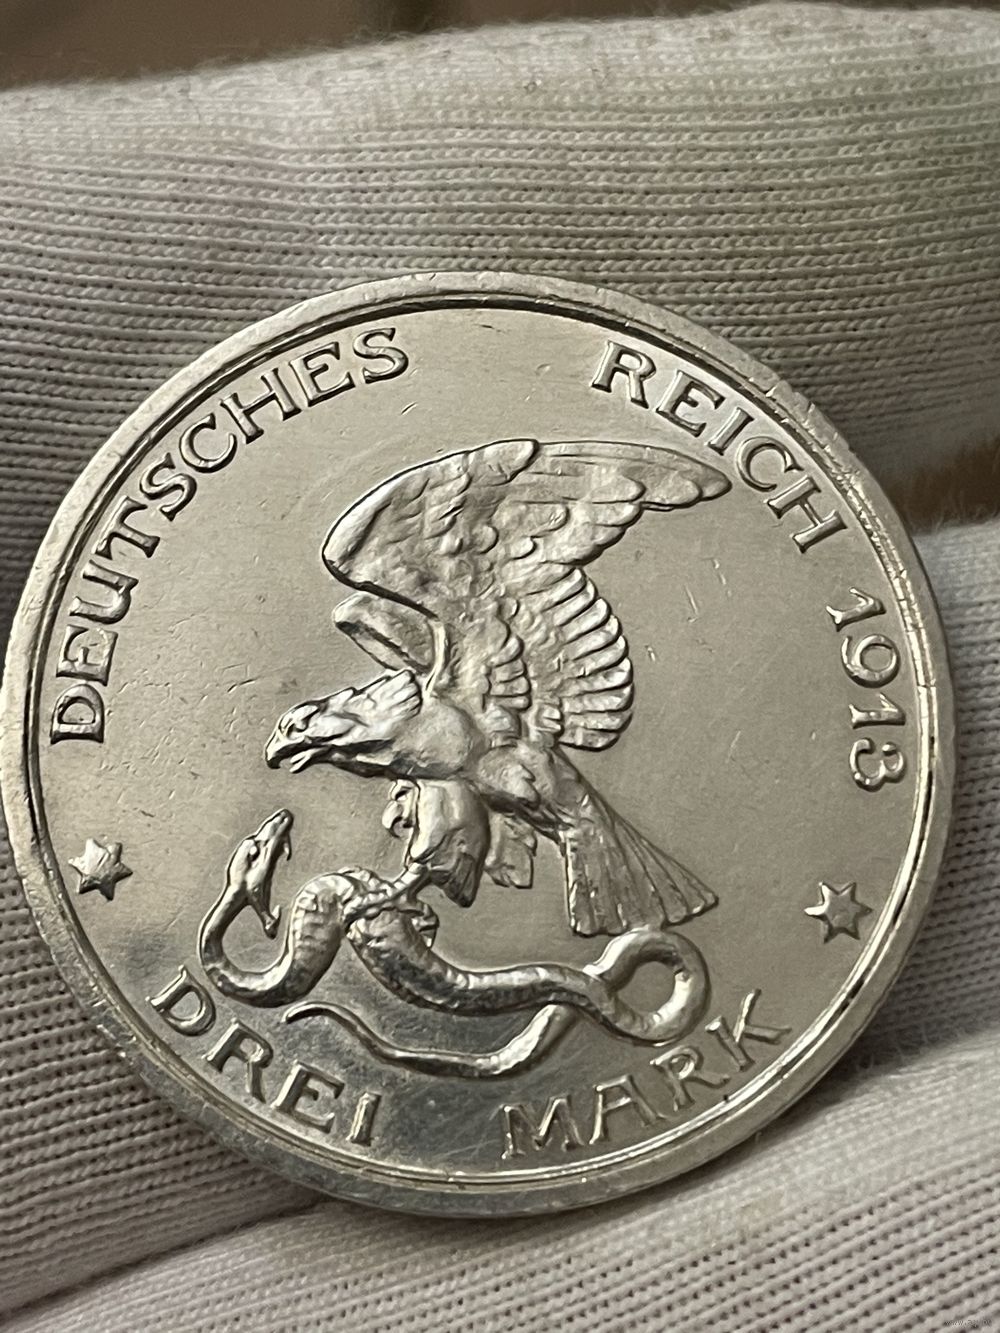 DEUTSCHES REICH 1913
DREI MARK